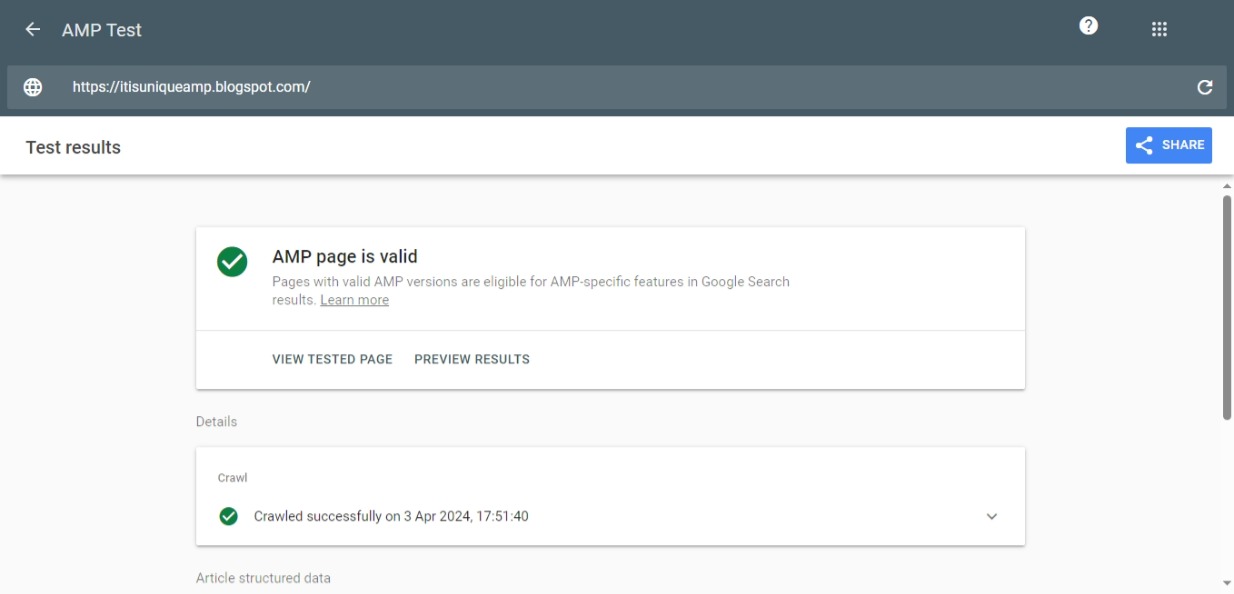 AMP Test
https://itisuniqueamp.blogspot.com/
Test results
SHARE
AMP page is valid
Pages with valid AMP versions are eligible for AMP-specific features in Google Search
results. Learn more
VIEW TESTED PAGE PREVIEW RESULTS
Details
Crawl
Crawled successfully on 3 Apr 2024, 17:51:40
Article structured data